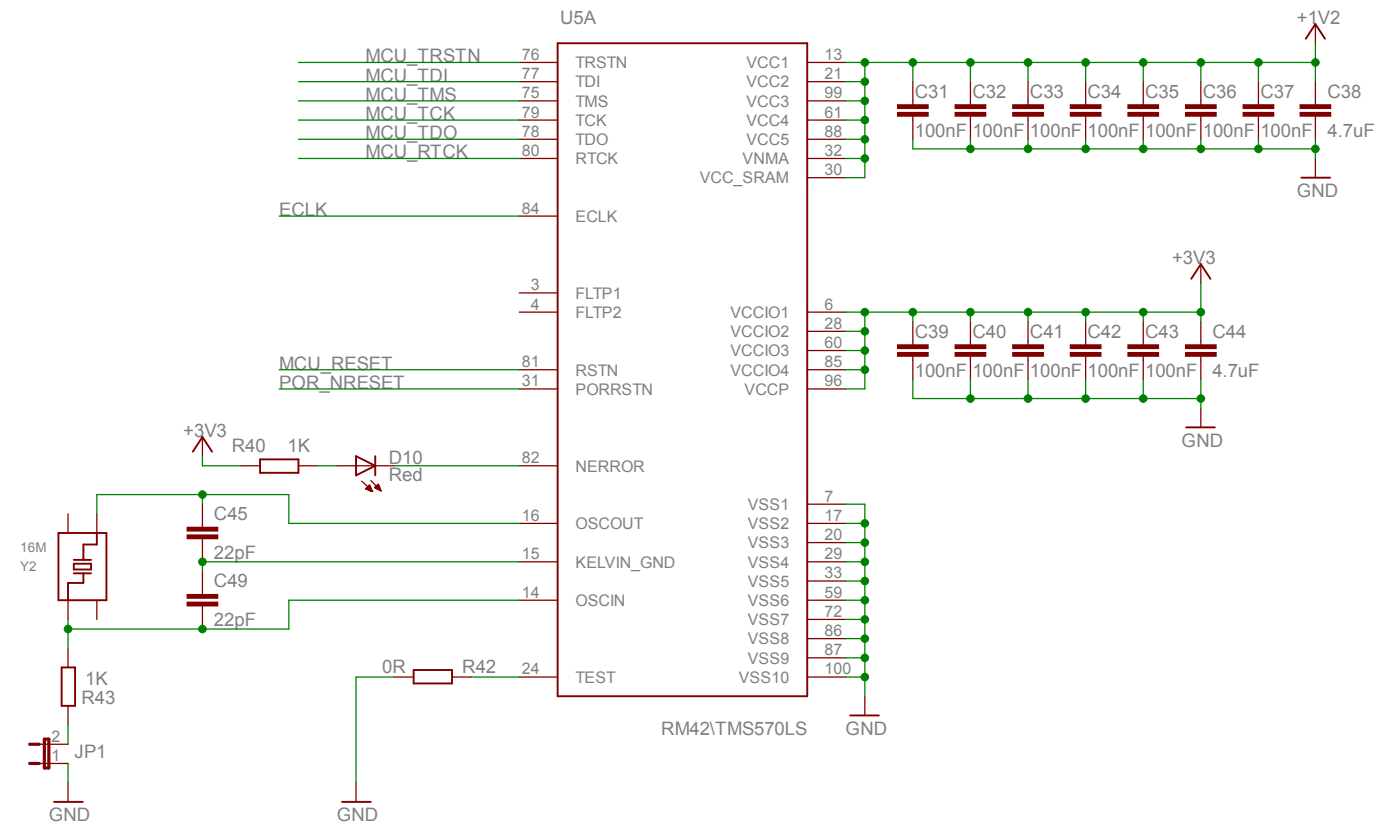 U5A
+1V2
MCU_TRSTN 76 TRSTN VCC1 13
MCU_TDI 77 TDI VCC2 21
MCU_TMS 75 TMS VCC3 99
MCU_TCK 79 TCK VCC4 61
MCU_TDO 78 TDO VCC5 88
MCU_RTCK 80 RTCK VNMA 32
VCC_SRAM 30
C31 C32 C33 C34 C35 C36 C37 C38
100nF 100nF 100nF 100nF 100nF 100nF 100nF 4.7uF
GND
ECLK 84 ECLK
+3V3
3 FLTP1
4 FLTP2 VCCIO1 6
VCCIO2 28
VCCIO3 60
MCU_RESET 81 RSTN VCCIO4 85
POR_NRESET 31 PORRSTN VCCP 96
C39 C40 C41 C42 C43 C44
100nF 100nF 100nF 100nF 100nF 4.7uF
GND
+3V3
R40 1K
D10
Red
82 NERROR
VSS1 7
C45
22pF
16 OSCOUT VSS2 17
VSS3 20
16M
Y2
15 KELVIN_GND VSS4 29
C49
22pF
VSS5 33
14 OSCIN VSS6 59
VSS7 72
VSS8 86
VSS9 87
0R R42 24 TEST VSS10 100
1K
R43
RM42\TMS570LS
GND
2
1
JP1
GND
GND